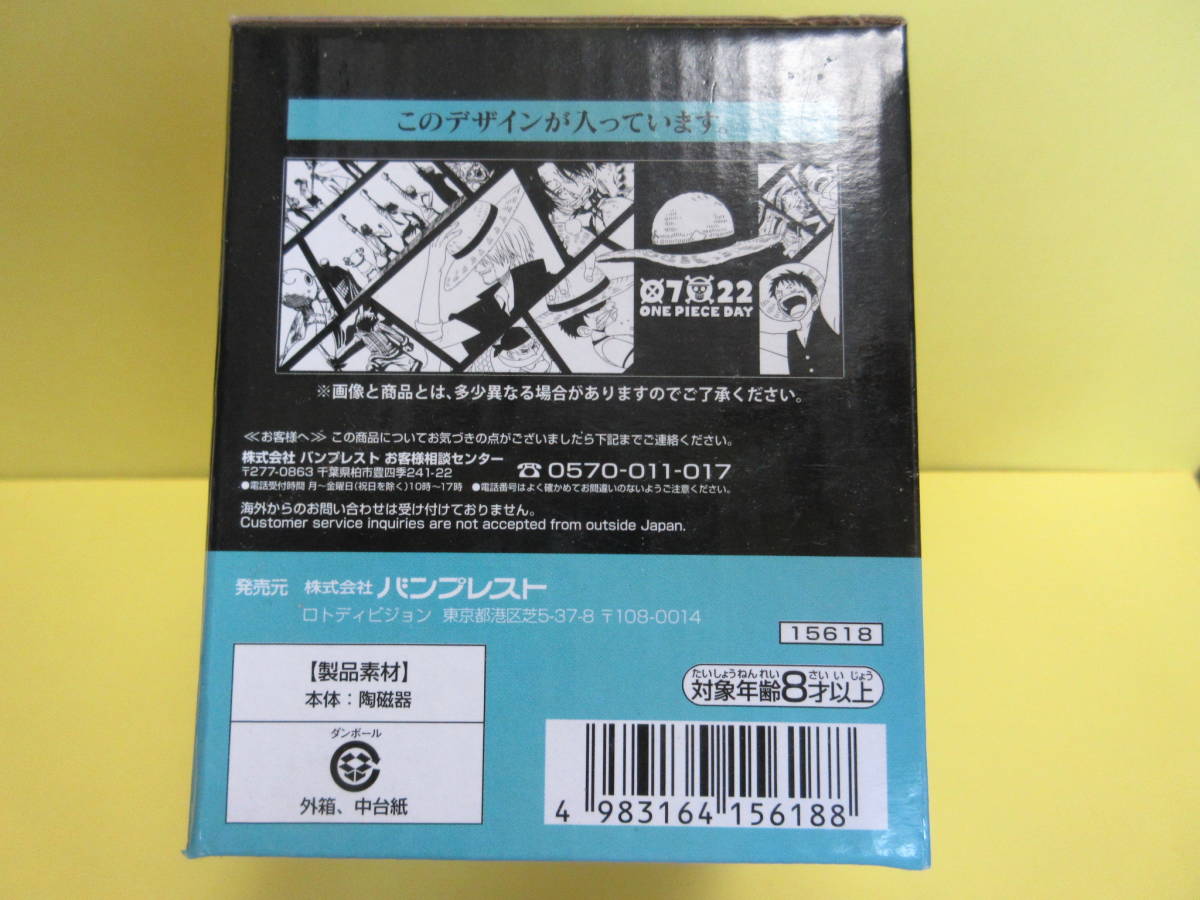 このデザインが入っています。
07 22
ONE PIECE DAY
※画像と商品とは、多少異なる場合がありますのでご了承ください。
≪お客様へ≫ この商品についてお気づきの点がございましたら下記までご連絡ください。
株式会社 バンプレスト お客様相談センター
〒277-0863 千葉県柏市豊四季241-22
☎ 0570-011-017
●電話受付時間 月〜金曜日(祝日を除く)10時〜17時 ●電話番号はよく確かめてお間違いのないようご注意ください。
海外からのお問い合わせは受け付けておりません。
Customer service inquiries are not accepted from outside Japan.
発売元 株式会社 バンプレスト
ロトディビジョン 東京都港区芝5-37-8 〒108-0014
15618
【製品素材】
本体：陶磁器
たいしょうねんれい さい い じょう
対象年齢8才以上
ダンボール
外箱、中台紙
4 983164 156188